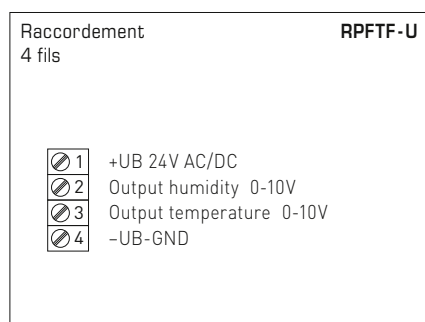 Raccordement RPFTF-U
4 fils
1 +UB 24V AC/DC
2 Output humidity 0-10V
3 Output temperature 0-10V
4 –UB-GND